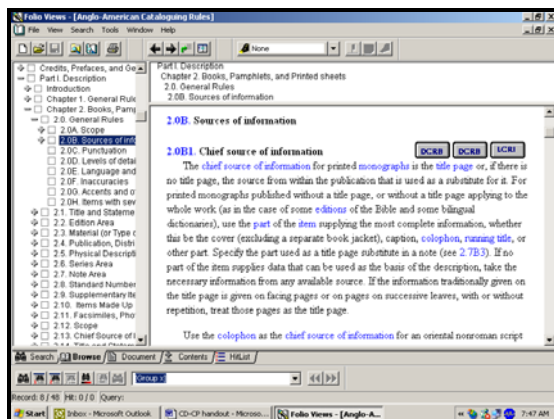 Folio Views - [Anglo-American Cataloguing Rules]
File View Search Tools Window Help
None
Credits, Prefaces, and Ge
Part I. Description
Introduction
Chapter 1. General Rule
Chapter 2. Books, Pamp
2.0. General Rules
2.0A. Scope
2.0B. Sources of info
2.0C. Punctuation
2.0D. Levels of detai
2.0E. Language and
2.0F. Inaccuracies
2.0G. Accents and o
2.0H. Items with sev
2.1. Title and Stateme
2.2. Edition Area
2.3. Material (or Type o
2.4. Publication, Distri
2.5. Physical Descripti
2.6. Series Area
2.7. Note Area
2.8. Standard Number
2.9. Supplementary Ite
2.10. Items Made Up
2.11. Facsimiles, Pho
2.12. Scope
2.13. Chief Source of I
Part I. Description
Chapter 2. Books, Pamphlets, and Printed sheets
2.0. General Rules
2.0B. Sources of information
2.0B. Sources of information
2.0B1. Chief source of information
DCRB DCRB LCRI
The chief source of information for printed monographs is the title page or, if there is
no title page, the source from within the publication that is used as a substitute for it. For
printed monographs published without a title page, or without a title page applying to the
whole work (as in the case of some editions of the Bible and some bilingual
dictionaries), use the part of the item supplying the most complete information, whether
this be the cover (excluding a separate book jacket), caption, colophon, running title, or
other part. Specify the part used as a title page substitute in a note (see 2.7B3). If no
part of the item supplies data that can be used as the basis of the description, take the
necessary information from any available source. If the information traditionally given on
the title page is given on facing pages or on pages on successive leaves, with or without
repetition, treat those pages as the title page.
Use the colophon as the chief source of information for an oriental nonroman script
Search Browse Document Contents HitList
Group x
Record: 8 / 48 Hit: 0 / 0 Query:
Start Inbox - Microsoft Outlook CD-CP handout - Microso... Folio Views - [Anglo-A... 7:47 AM